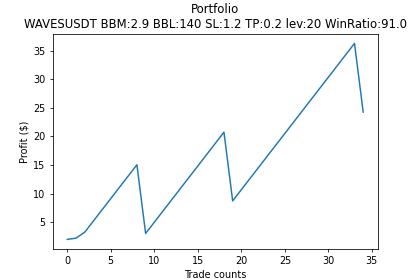 Portfolio
WAVESUSDT BBM:2.9 BBL:140 SL:1.2 TP:0.2 lev:20 WinRatio:91.0
Profit ($)
35
30
25
20
15
10
5
0 5 10 15 20 25 30 35
Trade counts